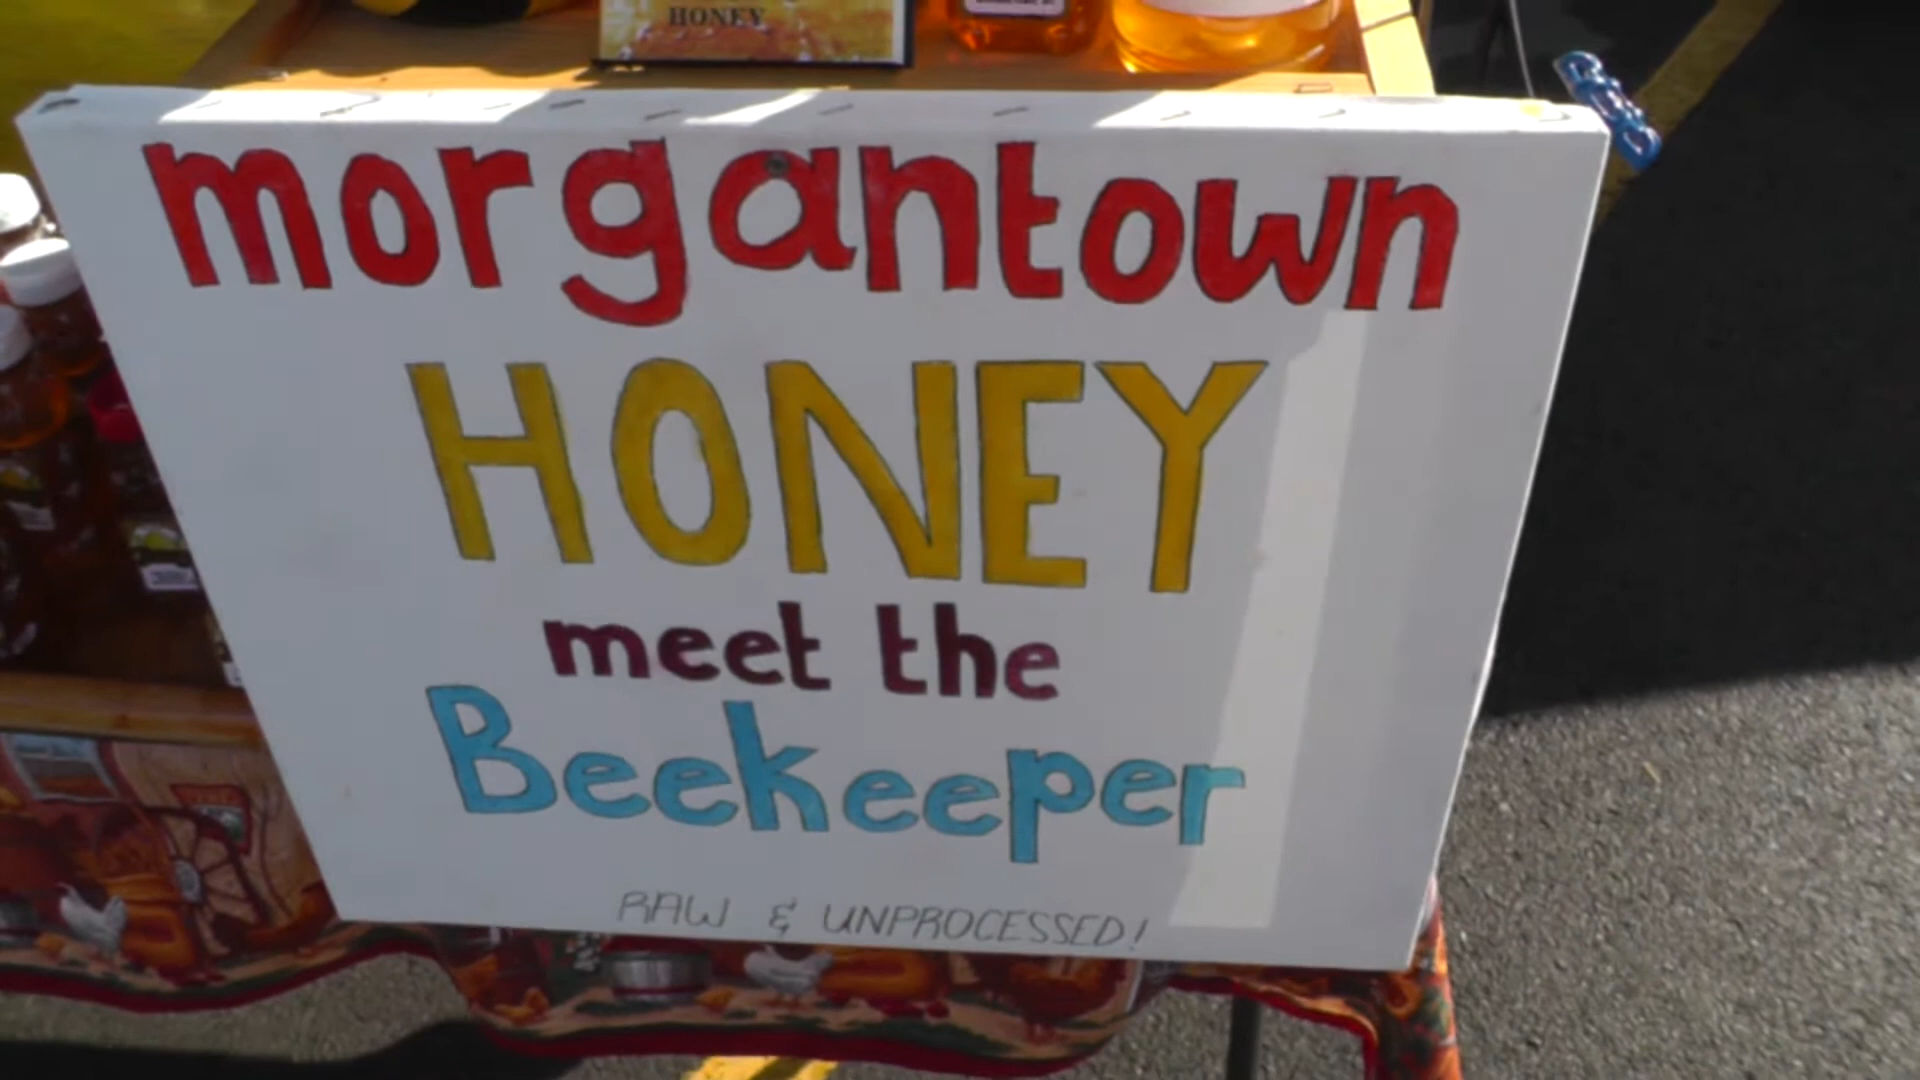 HONEY
morgantown
HONEY
meet the
Beekeeper
RAW & UNPROCESSED!